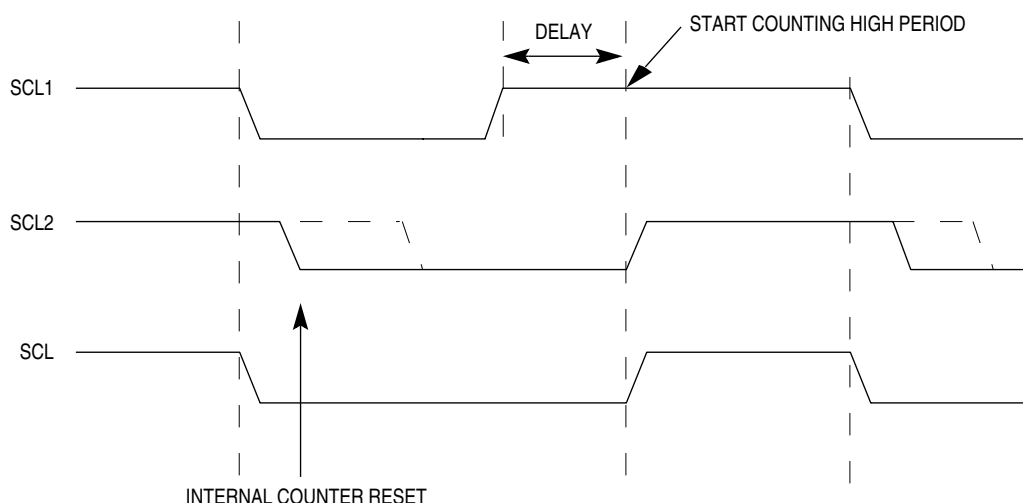 DELAY
START COUNTING HIGH PERIOD
SCL1
SCL2
SCL
INTERNAL COUNTER RESET